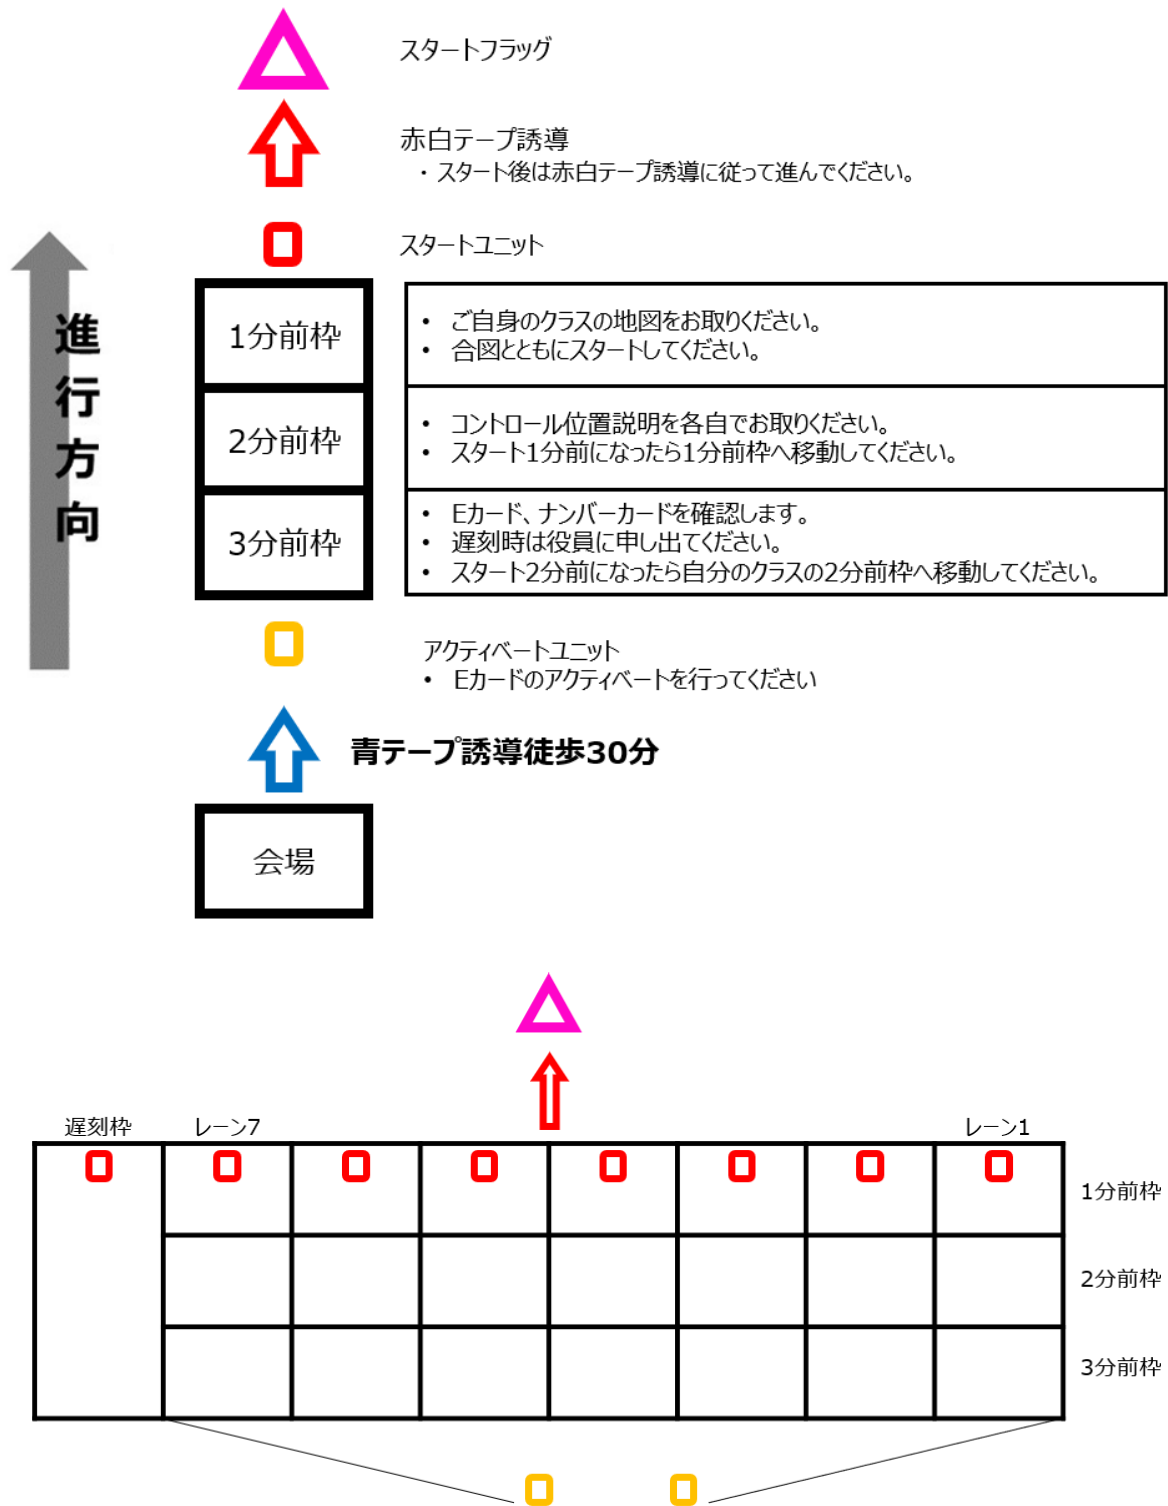 スタートフラッグ
赤白テープ誘導
・スタート後は赤白テープ誘導に従って進んでください。
スタートユニット
進行方向
1分前枠
• ご自身のクラスの地図をお取りください。
• 合図とともにスタートしてください。
2分前枠
• コントロール位置説明を各自でお取りください。
• スタート1分前になったら1分前枠へ移動してください。
3分前枠
• Eカード、ナンバーカードを確認します。
• 遅刻時は役員に申し出てください。
• スタート2分前になったら自分のクラスの2分前枠へ移動してください。
アクティベートユニット
• Eカードのアクティベートを行ってください
青テープ誘導徒歩30分
会場
遅刻枠
レーン7
レーン1
1分前枠
2分前枠
3分前枠